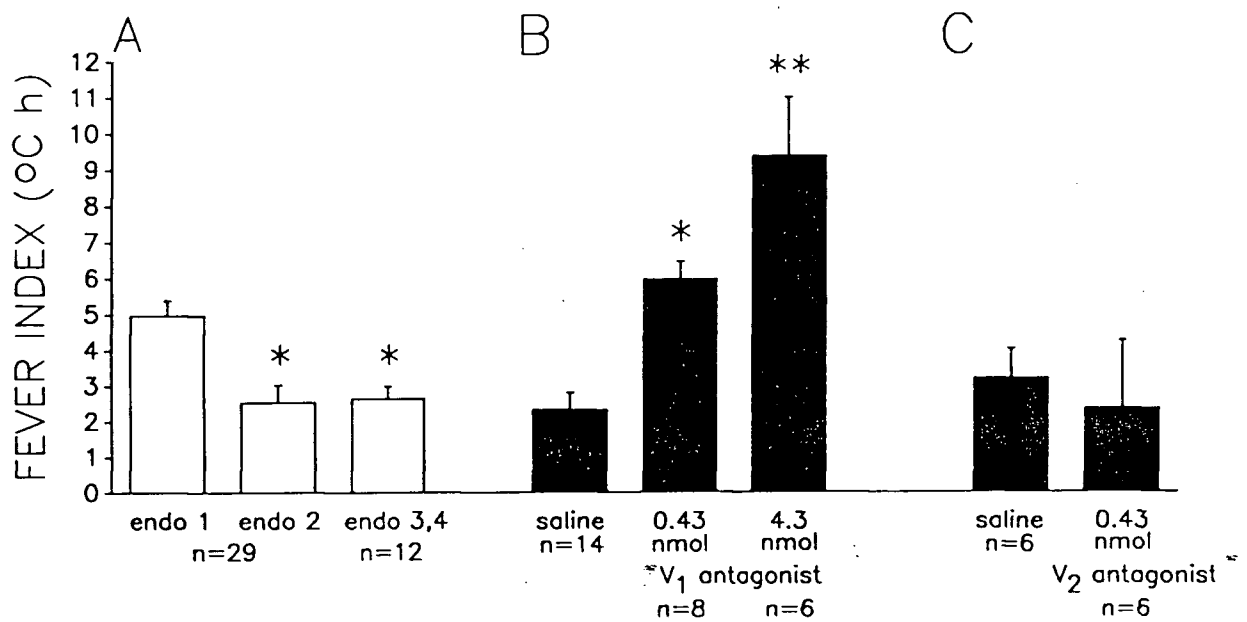 A B C
FEVER INDEX (oC h)
12
11
10
9
8
7
6
5
4
3
2
1
0
* * * **
endo 1 endo 2 endo 3,4
n=29 n=12
saline 0.43 4.3
n=14 nmol nmol
V1 antagonist
n=8 n=6
saline 0.43
n=6 nmol
V2 antagonist
n=6